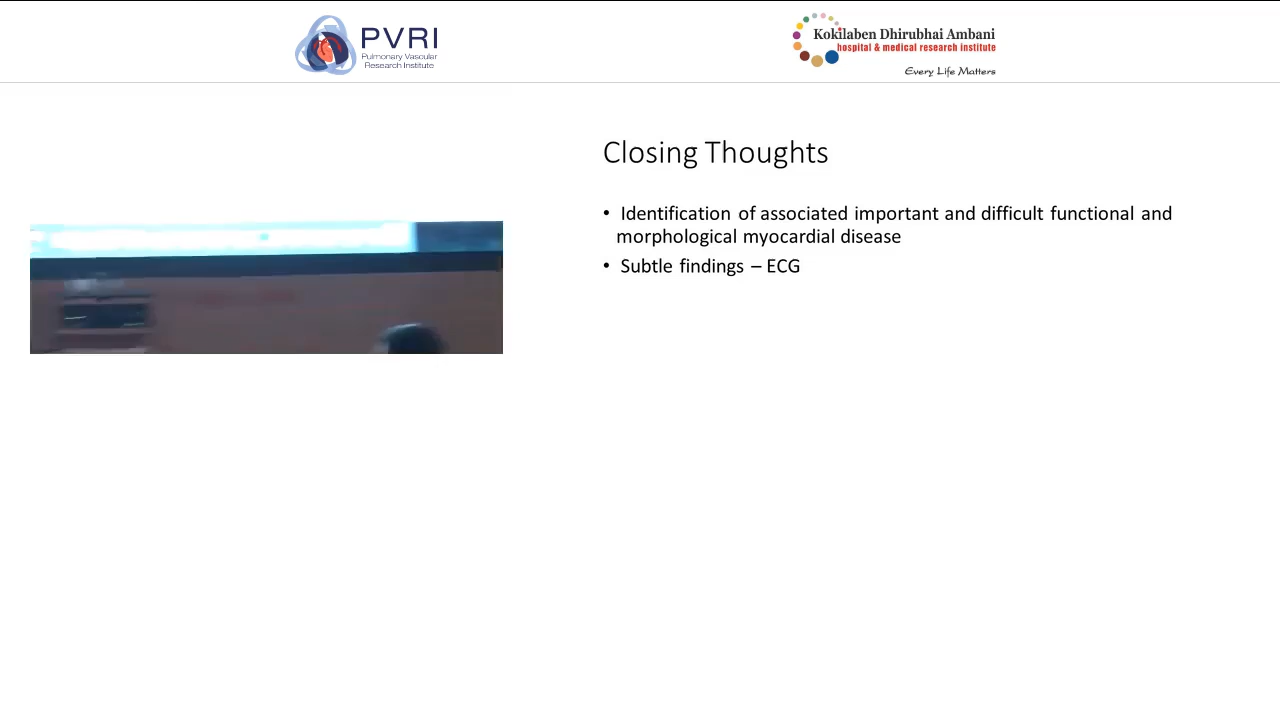 PVRI
Pulmonary Vascular
Research Institute
Kokilaben Dhirubhai Ambani
hospital & medical research institute
Every Life Matters
Closing Thoughts
• Identification of associated important and difficult functional and
morphological myocardial disease
• Subtle findings – ECG